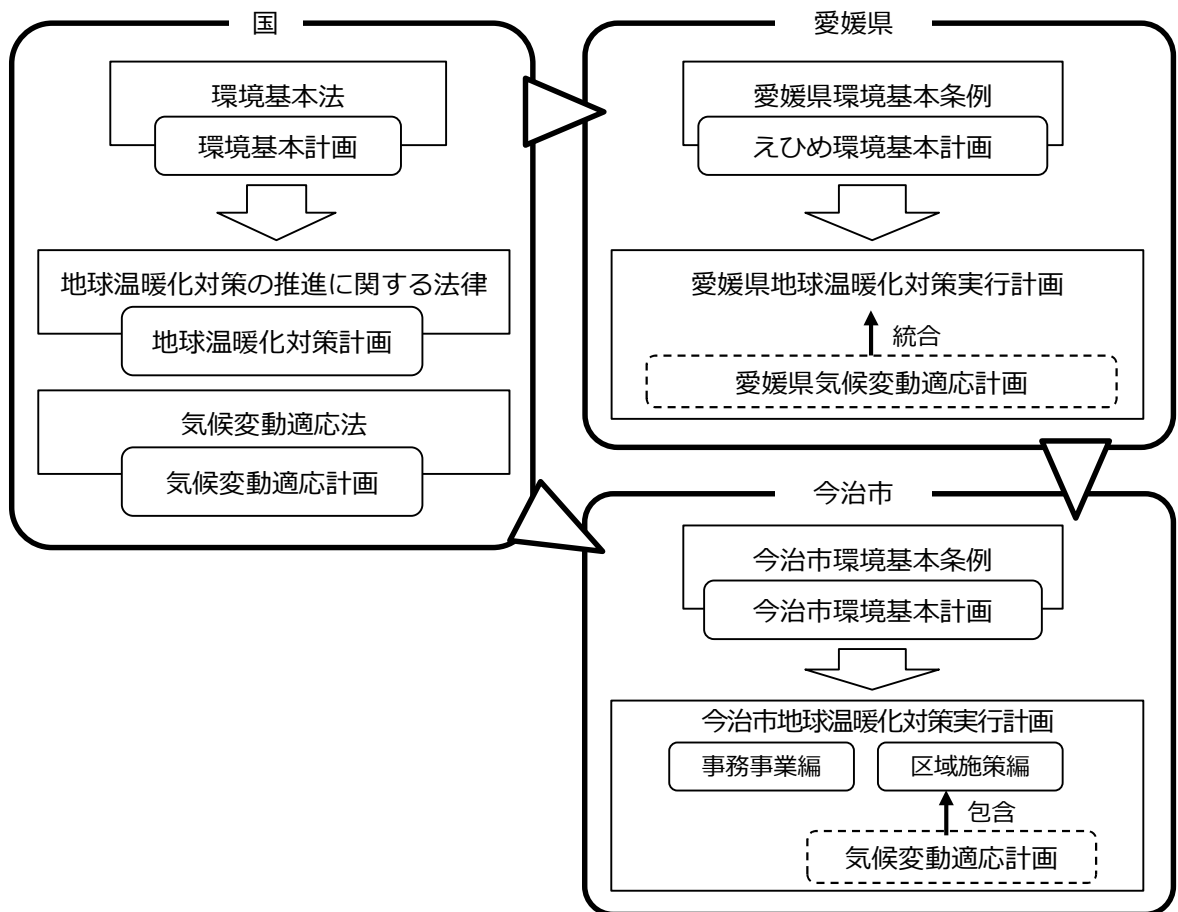 国
環境基本法
環境基本計画
地球温暖化対策の推進に関する法律
地球温暖化対策計画
気候変動適応法
気候変動適応計画
愛媛県
愛媛県環境基本条例
えひめ環境基本計画
愛媛県地球温暖化対策実行計画
統合
愛媛県気候変動適応計画
今治市
今治市環境基本条例
今治市環境基本計画
今治市地球温暖化対策実行計画
事務事業編
区域施策編
包含
気候変動適応計画